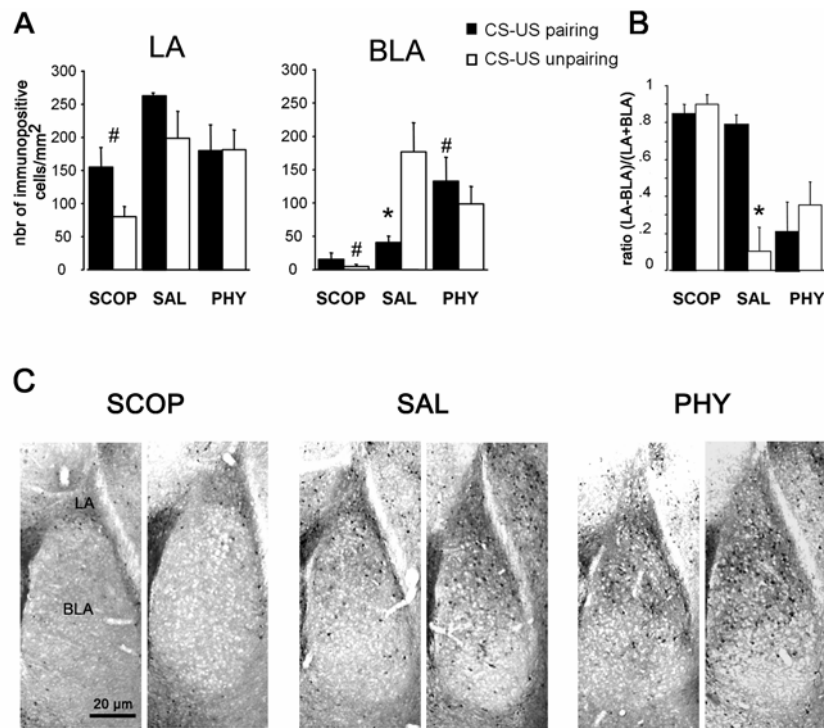 A
LA
BLA
CS-US pairing
CS-US unpairing
B
nbr of immunopositive
cells/mm2
300
250
200
150
100
50
0
#
SCOP SAL PHY
300
250
200
150
100
50
0
#
*
#
SCOP SAL PHY
ratio (LA-BLA)/(LA+BLA)
1
.8
.6
.4
.2
0
*
SCOP SAL PHY
C
SCOP SAL PHY
LA
BLA
20 µm